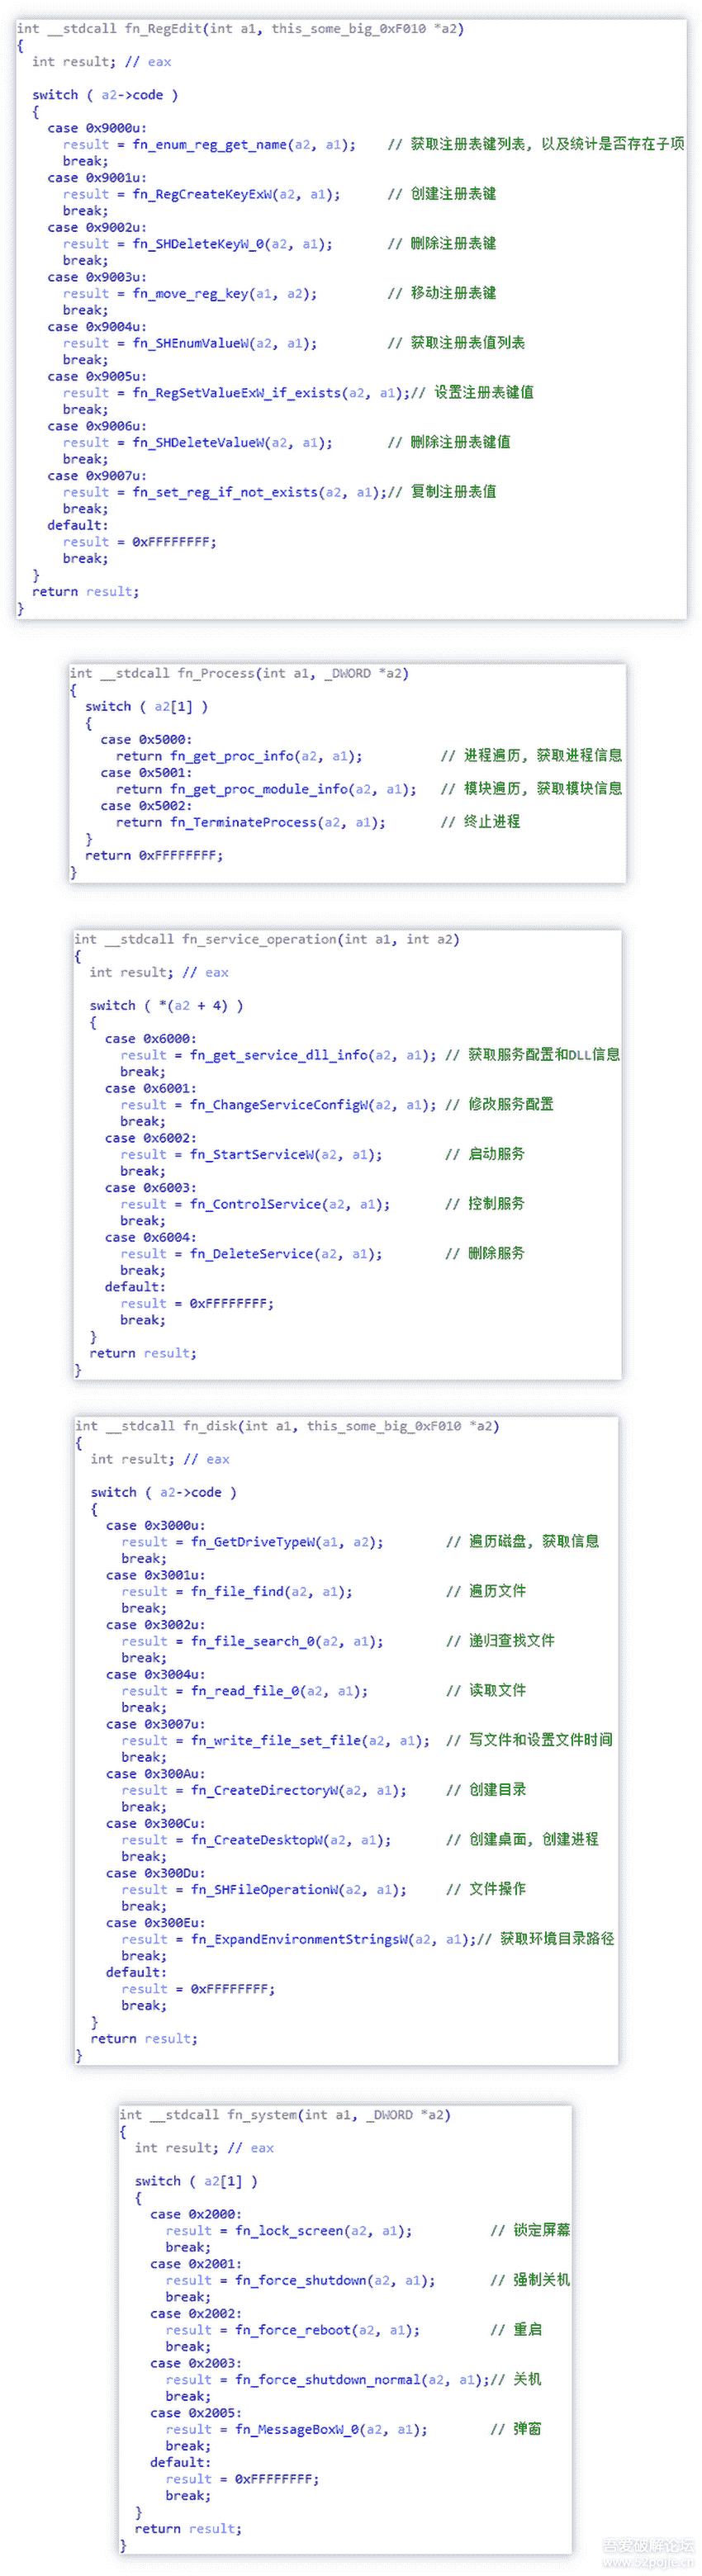 int __stdcall fn_RegEdit(int a1, this_some_big_0xF010 *a2)
{
  int result; // eax

  switch ( a2->code )
  {
    case 0x9000u:
      result = fn_enum_reg_get_name(a2, a1);    // 获取注册表键列表, 以及统计是否存在子项
      break;
    case 0x9001u:
      result = fn_RegCreateKeyExW(a2, a1);      // 创建注册表键
      break;
    case 0x9002u:
      result = fn_SHDeleteKeyW_0(a2, a1);       // 删除注册表键
      break;
    case 0x9003u:
      result = fn_move_reg_key(a1, a2);         // 移动注册表键
      break;
    case 0x9004u:
      result = fn_SHEnumValueW(a2, a1);         // 获取注册表值列表
      break;
    case 0x9005u:
      result = fn_RegSetValueExW_if_exists(a2, a1);// 设置注册表键值
      break;
    case 0x9006u:
      result = fn_SHDeleteValueW(a2, a1);       // 删除注册表键值
      break;
    case 0x9007u:
      result = fn_set_reg_if_not_exists(a2, a1);// 复制注册表值
      break;
    default:
      result = 0xFFFFFFFF;
      break;
  }
  return result;
}
int __stdcall fn_Process(int a1, _DWORD *a2)
{
  switch ( a2[1] )
  {
    case 0x5000:
      return fn_get_proc_info(a2, a1);          // 进程遍历, 获取进程信息
    case 0x5001:
      return fn_get_proc_module_info(a2, a1);   // 模块遍历, 获取模块信息
    case 0x5002:
      return fn_TerminateProcess(a2, a1);       // 终止进程
  }
  return 0xFFFFFFFF;
}
int __stdcall fn_service_operation(int a1, int a2)
{
  int result; // eax

  switch ( *(a2 + 4) )
  {
    case 0x6000:
      result = fn_get_service_dll_info(a2, a1); // 获取服务配置和DLL信息
      break;
    case 0x6001:
      result = fn_ChangeServiceConfigW(a2, a1); // 修改服务配置
      break;
    case 0x6002:
      result = fn_StartServiceW(a2, a1);        // 启动服务
      break;
    case 0x6003:
      result = fn_ControlService(a2, a1);       // 控制服务
      break;
    case 0x6004:
      result = fn_DeleteService(a2, a1);        // 删除服务
      break;
    default:
      result = 0xFFFFFFFF;
      break;
  }
  return result;
}
int __stdcall fn_disk(int a1, this_some_big_0xF010 *a2)
{
  int result; // eax

  switch ( a2->code )
  {
    case 0x3000u:
      result = fn_GetDriveTypeW(a1, a2);        // 遍历磁盘, 获取信息
      break;
    case 0x3001u:
      result = fn_file_find(a2, a1);            // 遍历文件
      break;
    case 0x3002u:
      result = fn_file_search_0(a2, a1);        // 递归查找文件
      break;
    case 0x3004u:
      result = fn_read_file_0(a2, a1);          // 读取文件
      break;
    case 0x3007u:
      result = fn_write_file_set_file(a2, a1);  // 写文件和设置文件时间
      break;
    case 0x300Au:
      result = fn_CreateDirectoryW(a2, a1);     // 创建目录
      break;
    case 0x300Cu:
      result = fn_CreateDesktopW(a2, a1);       // 创建桌面, 创建进程
      break;
    case 0x300Du:
      result = fn_SHFileOperationW(a2, a1);     // 文件操作
      break;
    case 0x300Eu:
      result = fn_ExpandEnvironmentStringsW(a2, a1);// 获取环境目录路径
      break;
    default:
      result = 0xFFFFFFFF;
      break;
  }
  return result;
}
int __stdcall fn_system(int a1, _DWORD *a2)
{
  int result; // eax

  switch ( a2[1] )
  {
    case 0x2000:
      result = fn_lock_screen(a2, a1);          // 锁定屏幕
      break;
    case 0x2001:
      result = fn_force_shutdown(a2, a1);       // 强制关机
      break;
    case 0x2002:
      result = fn_force_reboot(a2, a1);         // 重启
      break;
    case 0x2003:
      result = fn_force_shutdown_normal(a2, a1);// 关机
      break;
    case 0x2005:
      result = fn_MessageBoxW_0(a2, a1);        // 弹窗
      break;
    default:
      result = 0xFFFFFFFF;
      break;
  }
  return result;
}
吾爱破解论坛
www.52pojie.cn